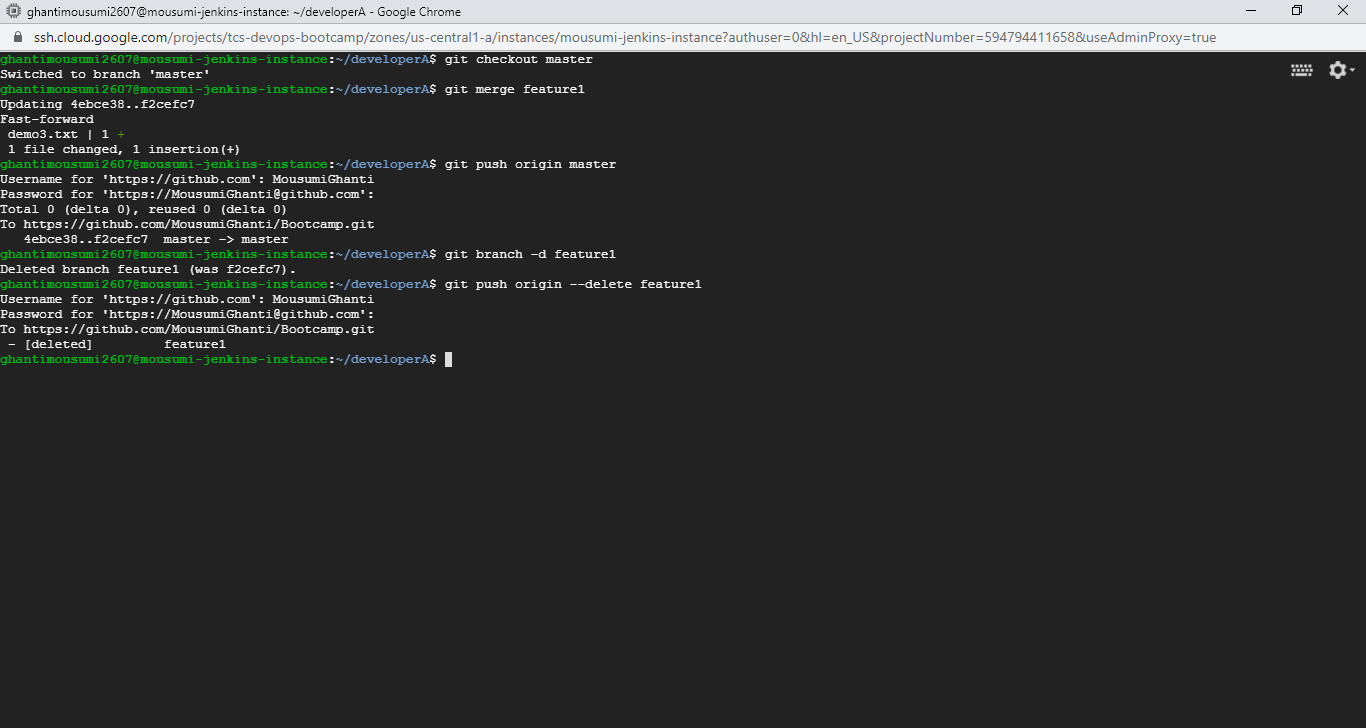 ghantimousumi2607@mousumi-jenkins-instance: ~/developerA - Google Chrome
ssh.cloud.google.com/projects/tcs-devops-bootcamp/zones/us-central1-a/instances/mousumi-jenkins-instance?authuser=0&hl=en_US&projectNumber=594794411658&useAdminProxy=true
ghantimousumi2607@mousumi-jenkins-instance:~/developerA$ git checkout master
Switched to branch 'master'
ghantimousumi2607@mousumi-jenkins-instance:~/developerA$ git merge feature1
Updating 4ebce38..f2cefc7
Fast-forward
 demo3.txt | 1 +
 1 file changed, 1 insertion(+)
ghantimousumi2607@mousumi-jenkins-instance:~/developerA$ git push origin master
Username for 'https://github.com': MousumiGhanti
Password for 'https://MousumiGhanti@github.com':
Total 0 (delta 0), reused 0 (delta 0)
To https://github.com/MousumiGhanti/Bootcamp.git
   4ebce38..f2cefc7  master -> master
ghantimousumi2607@mousumi-jenkins-instance:~/developerA$ git branch -d feature1
Deleted branch feature1 (was f2cefc7).
ghantimousumi2607@mousumi-jenkins-instance:~/developerA$ git push origin --delete feature1
Username for 'https://github.com': MousumiGhanti
Password for 'https://MousumiGhanti@github.com':
To https://github.com/MousumiGhanti/Bootcamp.git
 - [deleted]         feature1
ghantimousumi2607@mousumi-jenkins-instance:~/developerA$